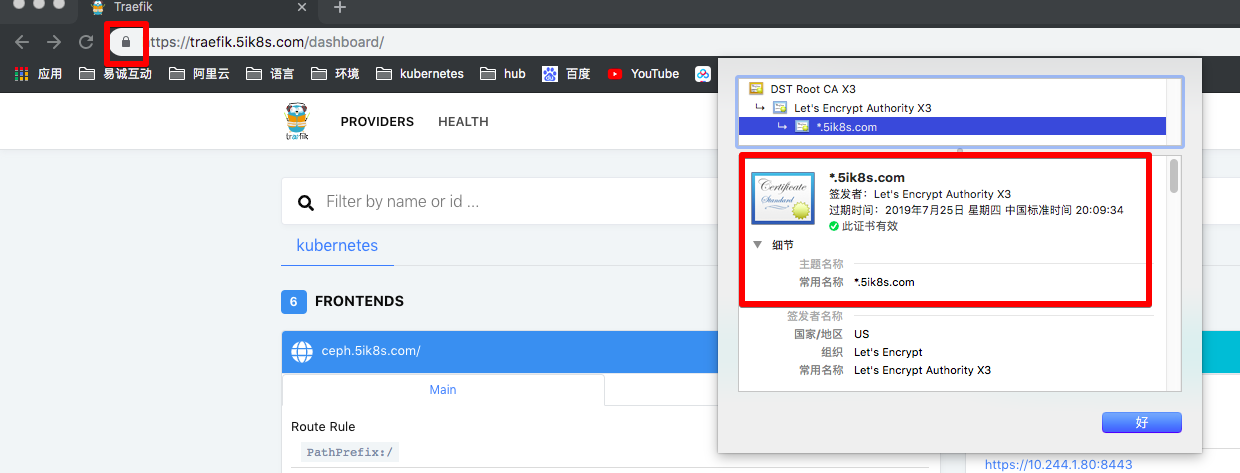 Traefik
https://traefik.5ik8s.com/dashboard/
应用 易诚互动 阿里云 语言 环境 kubernetes hub 百度 YouTube
træfik
PROVIDERS HEALTH
Filter by name or id ...
kubernetes
6 FRONTENDS
ceph.5ik8s.com/
Main
Route Rule
PathPrefix:/
https://10.244.1.80:8443
DST Root CA X3
Let's Encrypt Authority X3
*.5ik8s.com
Certificate
Standard
*.5ik8s.com
签发者：Let's Encrypt Authority X3
过期时间：2019年7月25日 星期四 中国标准时间 20:09:34
此证书有效
细节
主题名称
常用名称 *.5ik8s.com
签发者名称
国家/地区 US
组织 Let's Encrypt
常用名称 Let's Encrypt Authority X3
好